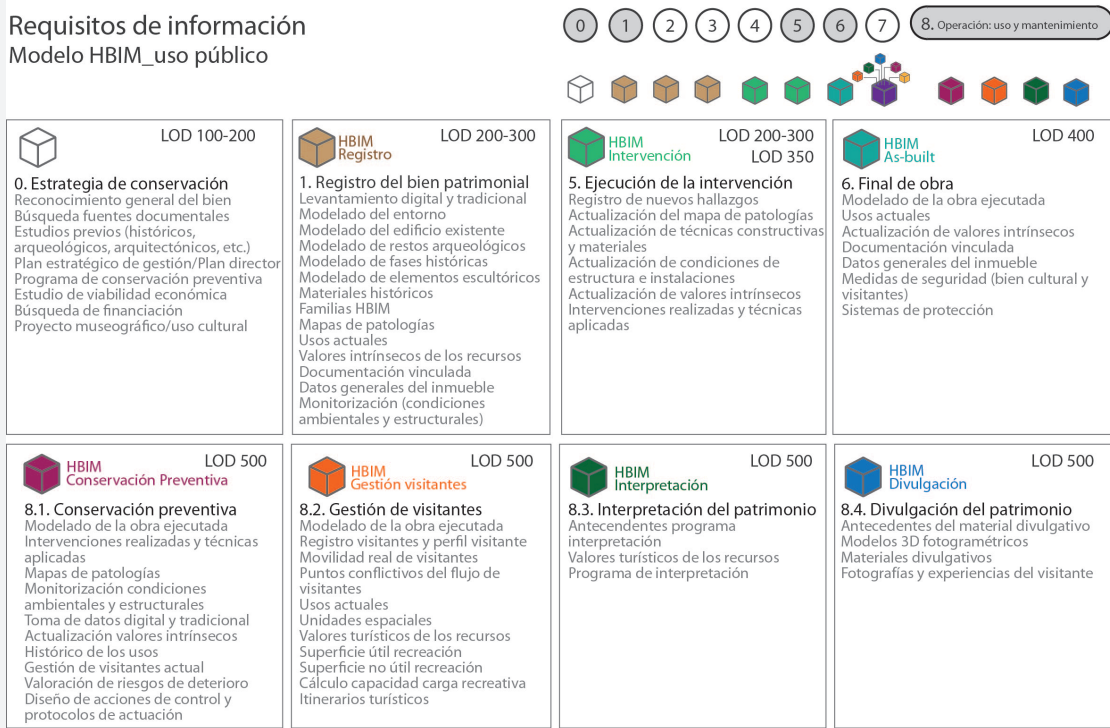 Requisitos de información
Modelo HBIM_uso público
0 1 2 3 4 5 6 7 8. Operación: uso y mantenimiento
LOD 100-200
0. Estrategia de conservación
Reconocimiento general del bien
Búsqueda fuentes documentales
Estudios previos (históricos,
arqueológicos, arquitectónicos, etc.)
Plan estratégico de gestión/Plan director
Programa de conservación preventiva
Estudio de viabilidad económica
Búsqueda de financiación
Proyecto museográfico/uso cultural
LOD 200-300
HBIM
Registro
1. Registro del bien patrimonial
Levantamiento digital y tradicional
Modelado del entorno
Modelado del edificio existente
Modelado de restos arqueológicos
Modelado de fases históricas
Modelado de elementos escultóricos
Materiales históricos
Familias HBIM
Mapas de patologías
Usos actuales
Valores intrínsecos de los recursos
Documentación vinculada
Datos generales del inmueble
Monitorización (condiciones
ambientales y estructurales)
LOD 200-300
LOD 350
HBIM
Intervención
5. Ejecución de la intervención
Registro de nuevos hallazgos
Actualización del mapa de patologías
Actualización de técnicas constructivas
y materiales
Actualización de condiciones de
estructura e instalaciones
Actualización de valores intrínsecos
Intervenciones realizadas y técnicas
aplicadas
LOD 400
HBIM
As-built
6. Final de obra
Modelado de la obra ejecutada
Usos actuales
Actualización de valores intrínsecos
Documentación vinculada
Datos generales del inmueble
Medidas de seguridad (bien cultural y
visitantes)
Sistemas de protección
LOD 500
HBIM
Conservación Preventiva
8.1. Conservación preventiva
Modelado de la obra ejecutada
Intervenciones realizadas y técnicas
aplicadas
Mapas de patologías
Monitorización condiciones
ambientales y estructurales
Toma de datos digital y tradicional
Actualización valores intrínsecos
Histórico de los usos
Gestión de visitantes actual
Valoración de riesgos de deterioro
Diseño de acciones de control y
protocolos de actuación
LOD 500
HBIM
Gestión visitantes
8.2. Gestión de visitantes
Modelado de la obra ejecutada
Registro visitantes y perfil visitante
Movilidad real de visitantes
Puntos conflictivos del flujo de
visitantes
Usos actuales
Unidades espaciales
Valores turísticos de los recursos
Superficie útil recreación
Superficie no útil recreación
Cálculo capacidad carga recreativa
Itinerarios turísticos
LOD 500
HBIM
Interpretación
8.3. Interpretación del patrimonio
Antencendentes programa
interpretación
Valores turísticos de los recursos
Programa de interpretación
LOD 500
HBIM
Divulgación
8.4. Divulgación del patrimonio
Antecedentes del material divulgativo
Modelos 3D fotogramétricos
Materiales divulgativos
Fotografías y experiencias del visitante